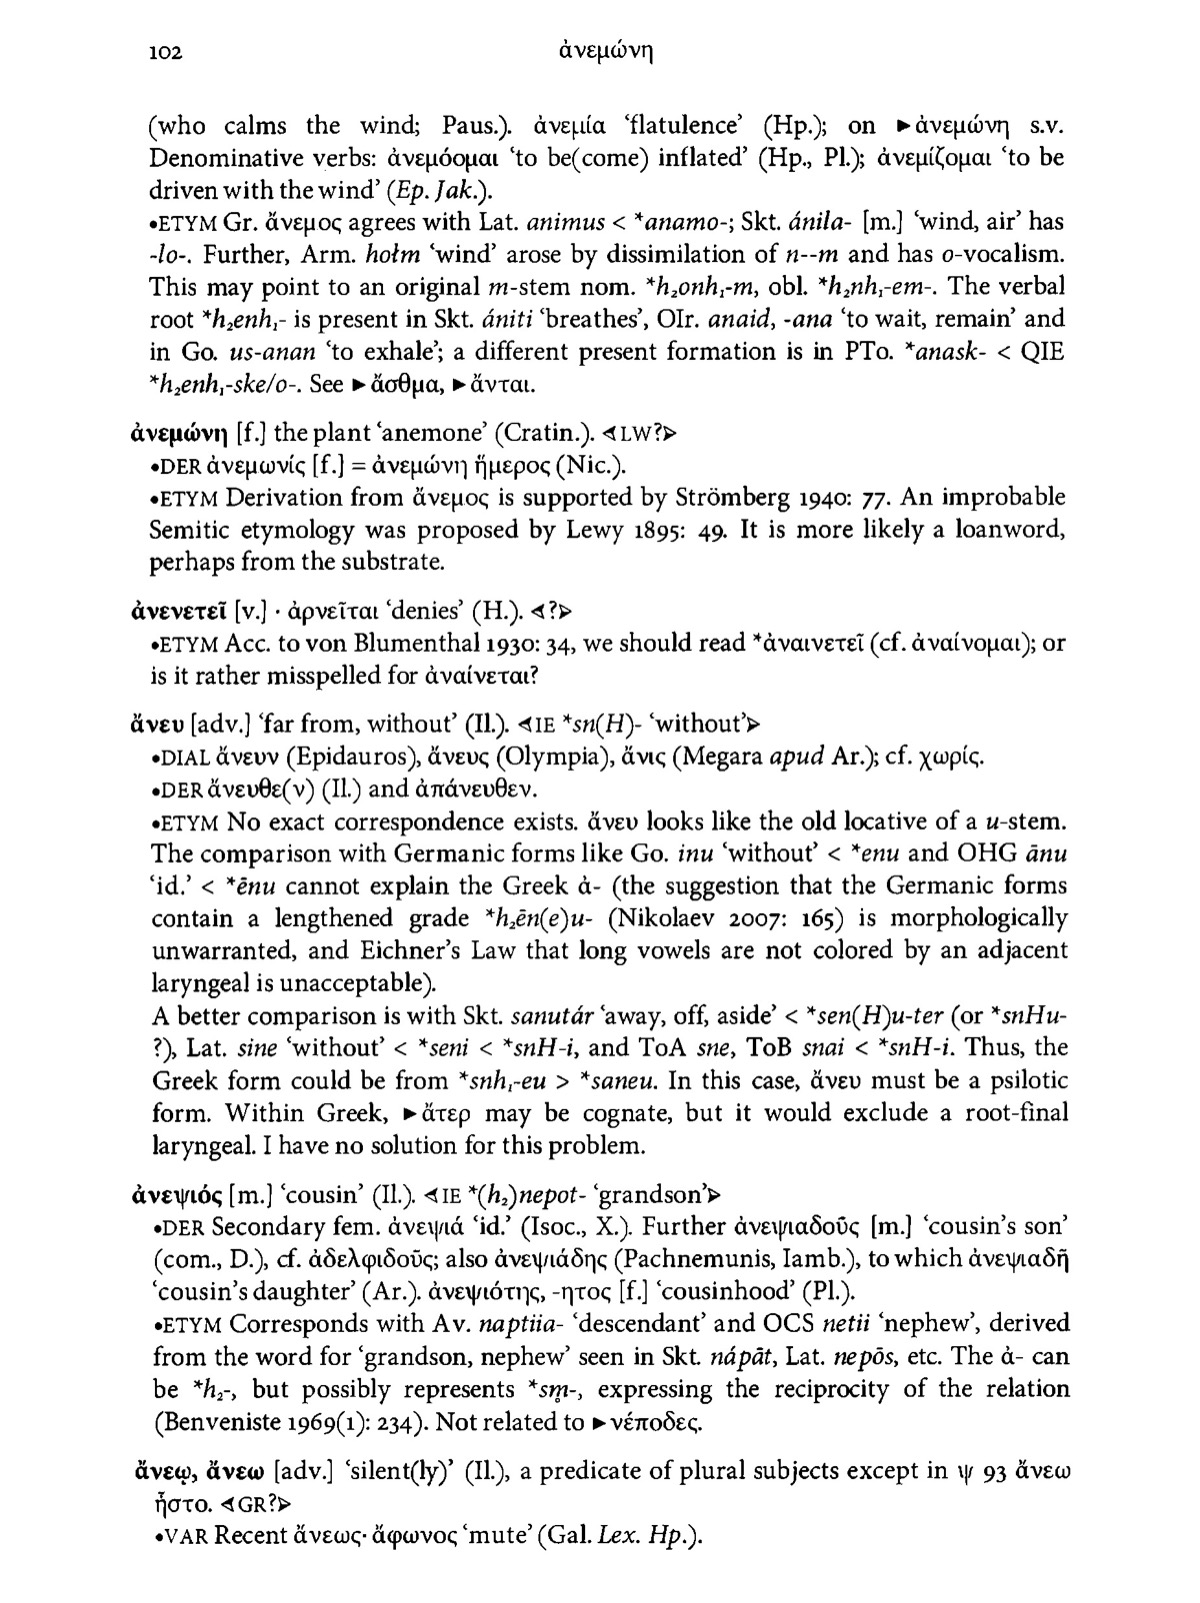 102 ἀνεμώνη
(who calms the wind; Paus.). ἀνεμία ‘flatulence’ (Hp.); on ►ἀνεμώνη s.v.
Denominative verbs: ἀνεμόομαι ‘to be(come) inflated’ (Hp., Pl.); ἀνεμίζομαι ‘to be
driven with the wind’ (Ep. Jak.).
•ETYM Gr. ἄνεμος agrees with Lat. animus < *anamo-; Skt. ánila- [m.] ‘wind, air’ has
-lo-. Further, Arm. hołm ‘wind’ arose by dissimilation of n--m and has o-vocalism.
This may point to an original m-stem nom. *h₂onh₁-m, obl. *h₂nh₁-em-. The verbal
root *h₂enh₁- is present in Skt. ániti ‘breathes’, OIr. anaid, -ana ‘to wait, remain’ and
in Go. us-anan ‘to exhale’; a different present formation is in PTo. *anask- < QIE
*h₂enh₁-ske/o-. See ►ἄσθμα, ►ἄνται.
ἀνεμώνη [f.] the plant ‘anemone’ (Cratin.). ⊲LW?⊳
•DER ἀνεμωνίς [f.] = ἀνεμώνη ἥμερος (Nic.).
•ETYM Derivation from ἄνεμος is supported by Strömberg 1940: 77. An improbable
Semitic etymology was proposed by Lewy 1895: 49. It is more likely a loanword,
perhaps from the substrate.
ἀνενετεῖ [v.] · ἀρνεῖται ‘denies’ (H.). ⊲?⊳
•ETYM Acc. to von Blumenthal 1930: 34, we should read *ἀναινετεῖ (cf. ἀναίνομαι); or
is it rather misspelled for ἀναίνεται?
ἄνευ [adv.] ‘far from, without’ (Il.). ⊲IE *sn(H)- ‘without’⊳
•DIAL ἄνευν (Epidauros), ἄνευς (Olympia), ἄνις (Megara apud Ar.); cf. χωρίς.
•DER ἄνευθε(ν) (Il.) and ἀπάνευθεν.
•ETYM No exact correspondence exists. ἄνευ looks like the old locative of a u-stem.
The comparison with Germanic forms like Go. inu ‘without’ < *enu and OHG ānu
‘id.’ < *ēnu cannot explain the Greek ἀ- (the suggestion that the Germanic forms
contain a lengthened grade *h₂ēn(e)u- (Nikolaev 2007: 165) is morphologically
unwarranted, and Eichner’s Law that long vowels are not colored by an adjacent
laryngeal is unacceptable).
A better comparison is with Skt. sanutár ‘away, off, aside’ < *sen(H)u-ter (or *snHu-
?), Lat. sine ‘without’ < *seni < *snH-i, and ToA sne, ToB snai < *snH-i. Thus, the
Greek form could be from *snh₁-eu > *saneu. In this case, ἄνευ must be a psilotic
form. Within Greek, ►ἄτερ may be cognate, but it would exclude a root-final
laryngeal. I have no solution for this problem.
ἀνεψιός [m.] ‘cousin’ (Il.). ⊲IE *(h₂)nepot- ‘grandson’⊳
•DER Secondary fem. ἀνεψιά ‘id.’ (Isoc., X.). Further ἀνεψιαδοῦς [m.] ‘cousin’s son’
(com., D.), cf. ἀδελφιδοῦς; also ἀνεψιάδης (Pachnemunis, Iamb.), to which ἀνεψιαδῆ
‘cousin’s daughter’ (Ar.). ἀνεψιότης, -ητος [f.] ‘cousinhood’ (Pl.).
•ETYM Corresponds with Av. naptiia- ‘descendant’ and OCS netii ‘nephew’, derived
from the word for ‘grandson, nephew’ seen in Skt. nápāt, Lat. nepōs, etc. The ἀ- can
be *h₂-, but possibly represents *sm̥-, expressing the reciprocity of the relation
(Benveniste 1969(1): 234). Not related to ►νέποδες.
ἄνεῳ, ἄνεω [adv.] ‘silent(ly)’ (Il.), a predicate of plural subjects except in ψ 93 ἄνεω
ἧστο. ⊲GR?⊳
•VAR Recent ἄνεως· ἄφωνος ‘mute’ (Gal. Lex. Hp.).